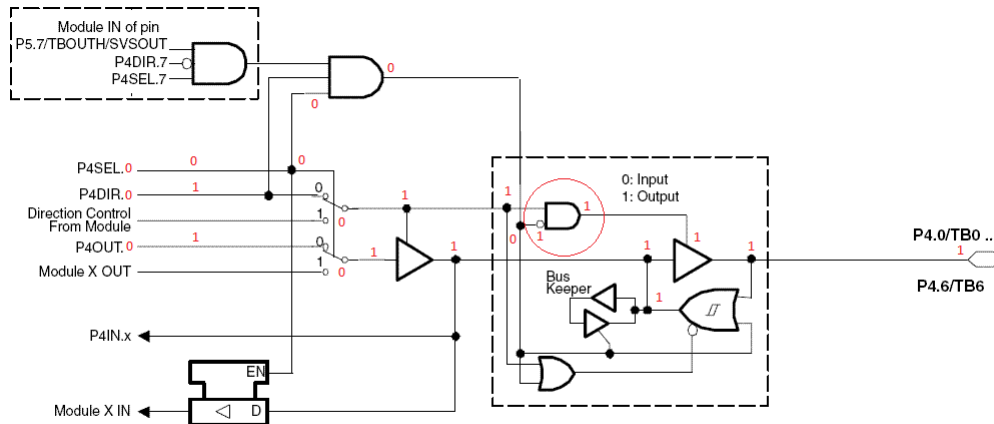 Module IN of pin
P5.7/TBOUTH/SVSOUT
P4DIR.7
P4SEL.7
0
0
P4SEL.0 0 0
P4DIR.0 1 0 1 1
0: Input
1: Output
1
Direction Control
From Module
1 0
0 1
1
P4OUT.0 1 0 1 1 1 1 1
P4.0/TB0 ..
1
Module X OUT 1 0
Bus
Keeper
1
P4.6/TB6
P4IN.x
EN
Module X IN D